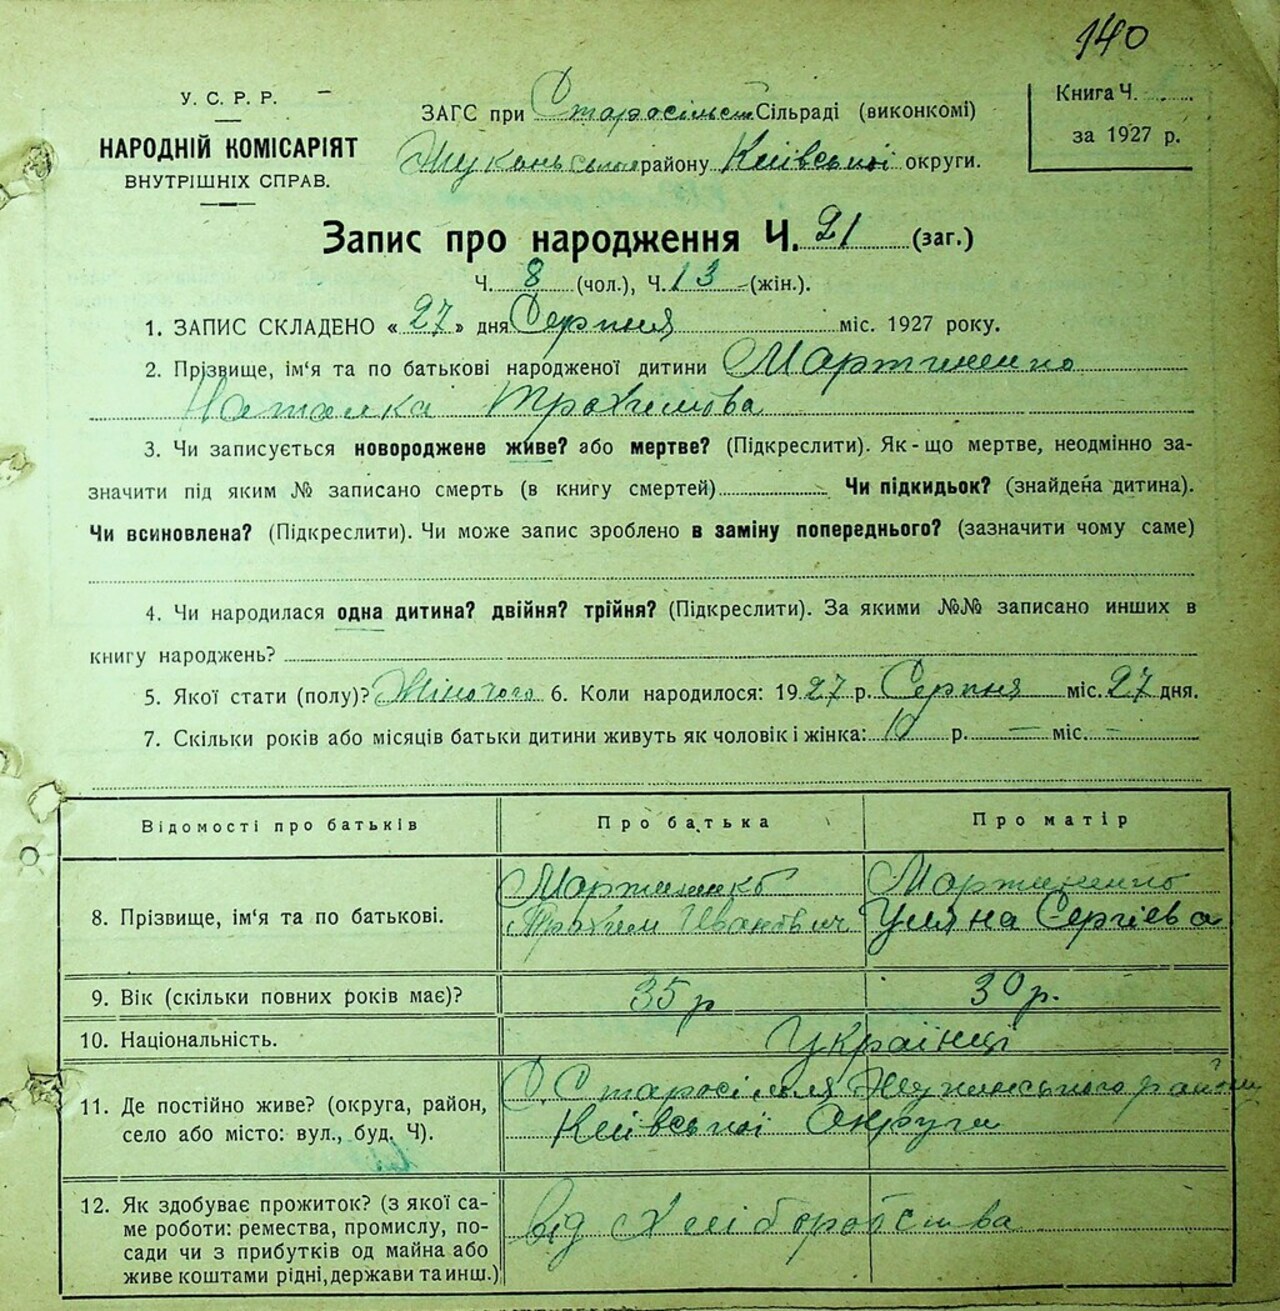 140
У. С. Р. Р.
НАРОДНІЙ КОМІСАРІЯТ
ВНУТРІШНІХ СПРАВ.
ЗАГС при Старосільск Сільраді (виконкомі)
району Київської округи.
Книга Ч.
за 1927 р.
Запис про народження Ч. 21 (заг.)
Ч. 8 (чол.), Ч. 13 (жін.).
1. ЗАПИС СКЛАДЕНО « 27 » дня Серпня міс. 1927 року.
2. Прізвище, ім'я та по батькові народженої дитини Мартиненко
Наталка Трохимова
3. Чи записується новороджене живе? або мертве? (Підкреслити). Як-що мертве, неодмінно за-
значити під яким № записано смерть (в книгу смертей) Чи підкидьок? (знайдена дитина).
Чи всиновлена? (Підкреслити). Чи може запис зроблено в заміну попереднього? (зазначити чому саме)
4. Чи народилася одна дитина? двійня? трійня? (Підкреслити). За якими №№ записано инших в
книгу народжень?
5. Якої стати (полу)? Жіночого 6. Коли народилося: 1927 р. Серпня міс. 27 дня.
7. Скільки років або місяців батьки дитини живуть як чоловік і жінка: 10 р. — міс. —
Відомості про батьків Про батька Про матір
8. Прізвище, ім'я та по батькові. Мартиненко Трохим Іванович Мартиненко Уляна Сергієва
9. Вік (скільки повних років має)? 35 р 30 р.
10. Національність. Українці
11. Де постійно живе? (округа, район, С. Старосілля району
село або місто: вул., буд. Ч). Київської Округи
12. Як здобуває прожиток? (з якої са-
ме роботи: ремества, промислу, по- від хліборобства
сади чи з прибутків од майна або
живе коштами рідні, держави та инш.)